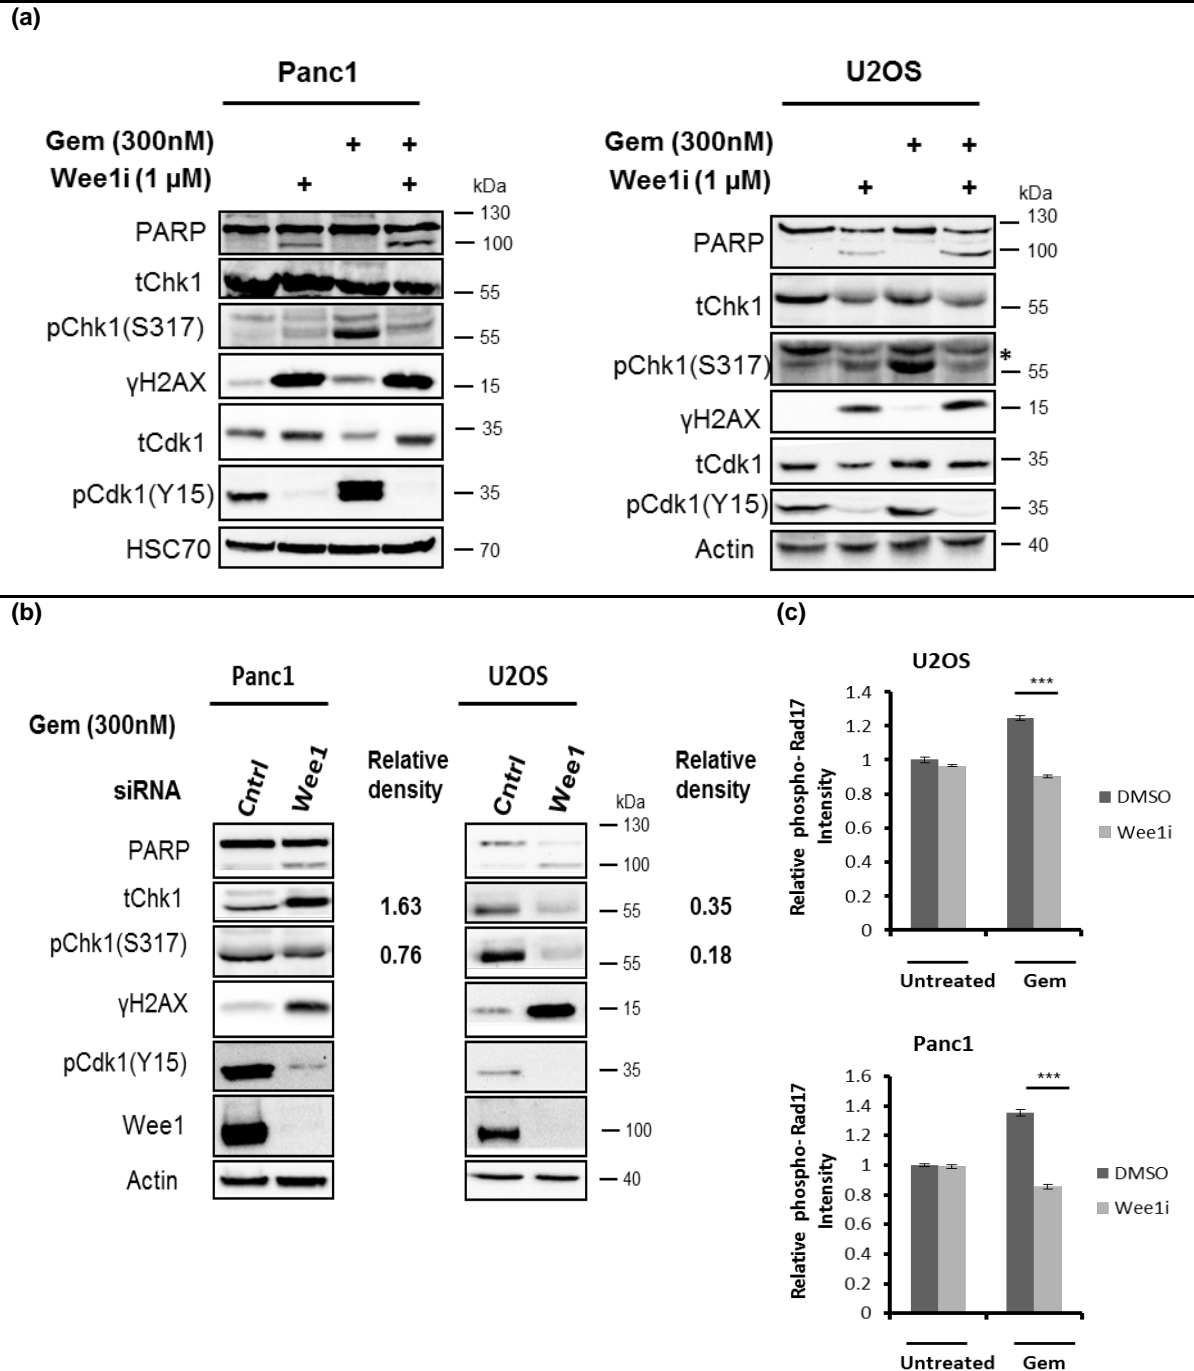 (a)
Panc1
Gem (300nM) + +
Wee1i (1 µM) + +
kDa
PARP
130
100
tChk1
55
pChk1(S317)
55
γH2AX
15
tCdk1
35
pCdk1(Y15)
35
HSC70
70
U2OS
Gem (300nM) + +
Wee1i (1 µM) + +
kDa
PARP
130
100
tChk1
55
pChk1(S317)
*
55
γH2AX
15
tCdk1
35
pCdk1(Y15)
35
Actin
40
(b)
Panc1 U2OS
Gem (300nM)
siRNA
Cntrl Wee1
Relative
density
Cntrl Wee1
kDa
Relative
density
PARP
130
100
tChk1 1.63 55 0.35
pChk1(S317) 0.76 55 0.18
γH2AX 15
pCdk1(Y15) 35
Wee1 100
Actin 40
(c)
U2OS
Relative phospho- Rad17
Intensity
1.4
1.2
1
0.8
0.6
0.4
0.2
0
***
DMSO
Wee1i
Untreated Gem
Panc1
Relative phospho- Rad17
Intensity
1.6
1.4
1.2
1
0.8
0.6
0.4
0.2
0
***
DMSO
Wee1i
Untreated Gem